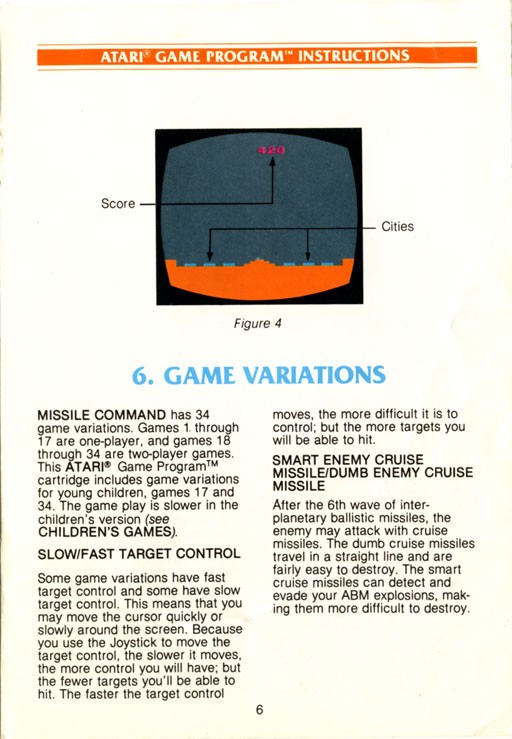 ATARI® GAME PROGRAM™ INSTRUCTIONS
420
Score
Cities
Figure 4
6. GAME VARIATIONS
MISSILE COMMAND has 34
game variations. Games 1 through
17 are one-player, and games 18
through 34 are two-player games.
This ATARI® Game Program™
cartridge includes game variations
for young children, games 17 and
34. The game play is slower in the
children's version (see
CHILDREN'S GAMES).
SLOW/FAST TARGET CONTROL
Some game variations have fast
target control and some have slow
target control. This means that you
may move the cursor quickly or
slowly around the screen. Because
you use the Joystick to move the
target control, the slower it moves,
the more control you will have; but
the fewer targets you'll be able to
hit. The faster the target control
moves, the more difficult it is to
control; but the more targets you
will be able to hit.
SMART ENEMY CRUISE
MISSILE/DUMB ENEMY CRUISE
MISSILE
After the 6th wave of inter-
planetary ballistic missiles, the
enemy may attack with cruise
missiles. The dumb cruise missiles
travel in a straight line and are
fairly easy to destroy. The smart
cruise missiles can detect and
evade your ABM explosions, mak-
ing them more difficult to destroy.
6